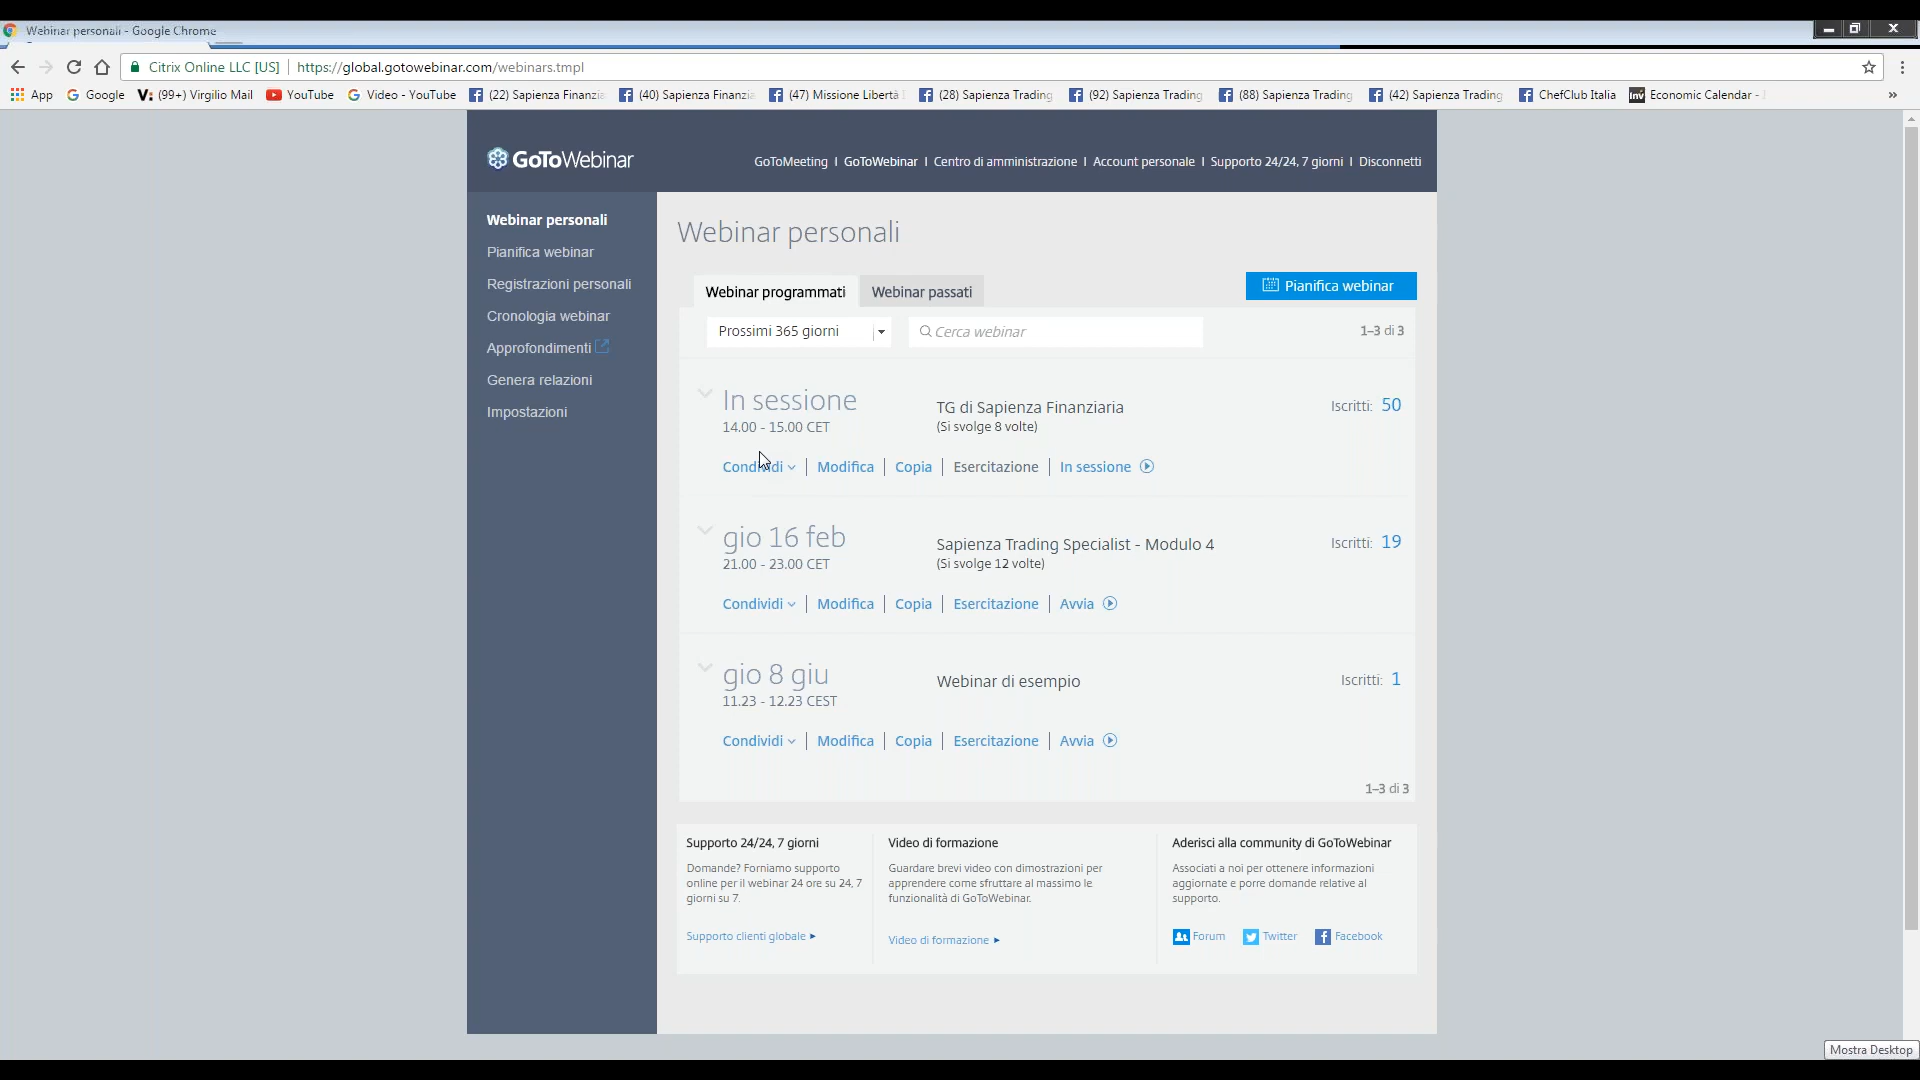 Webinar personali - Google Chrome
Citrix Online LLC [US] https://global.gotowebinar.com/webinars.tmpl
App Google (99+) Virgilio Mail YouTube Video - YouTube (22) Sapienza Finanzia (40) Sapienza Finanzia (47) Missione Libertà (28) Sapienza Trading (92) Sapienza Trading (88) Sapienza Trading (42) Sapienza Trading ChefClub Italia Inv Economic Calendar - »
GoToWebinar
GoToMeeting | GoToWebinar | Centro di amministrazione | Account personale | Supporto 24/24, 7 giorni | Disconnetti
Webinar personali
Pianifica webinar
Registrazioni personali
Cronologia webinar
Approfondimenti
Genera relazioni
Impostazioni
Webinar personali
Webinar programmati Webinar passati Pianifica webinar
Prossimi 365 giorni Cerca webinar 1–3 di 3
In sessione TG di Sapienza Finanziaria Iscritti: 50
14.00 - 15.00 CET (Si svolge 8 volte)
Condividi Modifica Copia Esercitazione In sessione
gio 16 feb Sapienza Trading Specialist - Modulo 4 Iscritti: 19
21.00 - 23.00 CET (Si svolge 12 volte)
Condividi Modifica Copia Esercitazione Avvia
gio 8 giu Webinar di esempio Iscritti: 1
11.23 - 12.23 CEST
Condividi Modifica Copia Esercitazione Avvia
1–3 di 3
Supporto 24/24, 7 giorni
Domande? Forniamo supporto
online per il webinar 24 ore su 24, 7
giorni su 7.
Supporto clienti globale
Video di formazione
Guardare brevi video con dimostrazioni per
apprendere come sfruttare al massimo le
funzionalità di GoToWebinar.
Video di formazione
Aderisci alla community di GoToWebinar
Associati a noi per ottenere informazioni
aggiornate e porre domande relative al
supporto.
Forum Twitter Facebook
Mostra Desktop